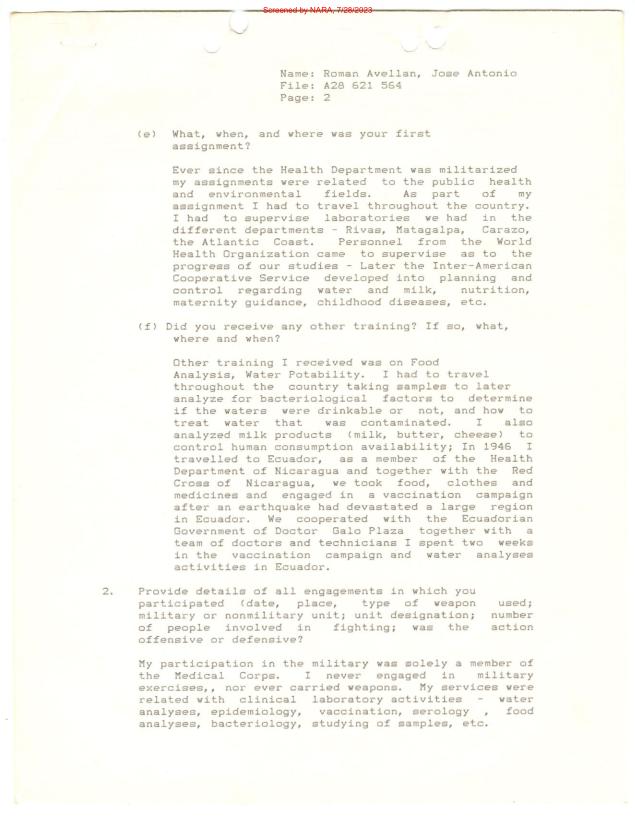 Screened by NARA, 7/28/2023
Name: Roman Avellan, Jose Antonio
File: A28 621 564
Page: 2
(e) What, when, and where was your first
assignment?
Ever since the Health Department was militarized
my assignments were related to the public health
and environmental fields. As part of my
assignment I had to travel throughout the country.
I had to supervise laboratories we had in the
different departments - Rivas, Matagalpa, Carazo,
the Atlantic Coast. Personnel from the World
Health Organization came to supervise as to the
progress of our studies - Later the Inter-American
Cooperative Service developed into planning and
control regarding water and milk, nutrition,
maternity guidance, childhood diseases, etc.
(f) Did you receive any other training? If so, what,
where and when?
Other training I received was on Food
Analysis, Water Potability. I had to travel
throughout the country taking samples to later
analyze for bacteriological factors to determine
if the waters were drinkable or not, and how to
treat water that was contaminated. I also
analyzed milk products (milk, butter, cheese) to
control human consumption availability; In 1946 I
travelled to Ecuador, as a member of the Health
Department of Nicaragua and together with the Red
Cross of Nicaragua, we took food, clothes and
medicines and engaged in a vaccination campaign
after an earthquake had devastated a large region
in Ecuador. We cooperated with the Ecuadorian
Government of Doctor Galo Plaza together with a
team of doctors and technicians I spent two weeks
in the vaccination campaign and water analyses
activities in Ecuador.
2. Provide details of all engagements in which you
participated (date, place, type of weapon used;
military or nonmilitary unit; unit designation; number
of people involved in fighting; was the action
offensive or defensive?
My participation in the military was solely a member of
the Medical Corps. I never engaged in military
exercises,, nor ever carried weapons. My services were
related with clinical laboratory activities - water
analyses, epidemiology, vaccination, serology , food
analyses, bacteriology, studying of samples, etc.